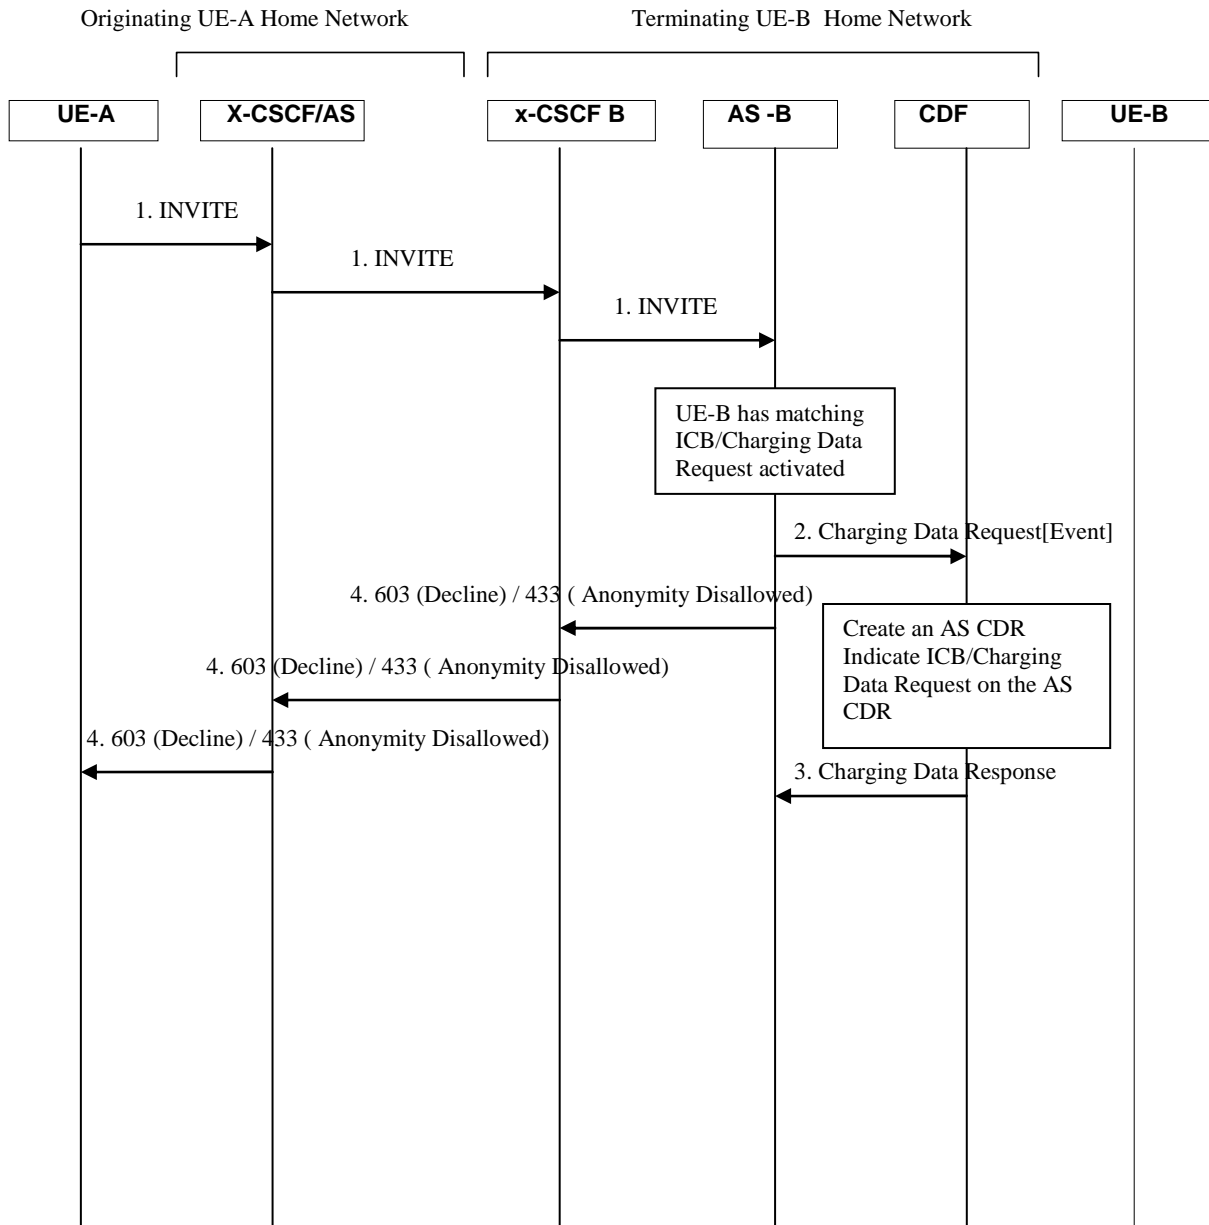 Originating UE-A Home Network
Terminating UE-B Home Network
UE-A
X-CSCF/AS
x-CSCF B
AS -B
CDF
UE-B
1. INVITE
1. INVITE
1. INVITE
UE-B has matching
ICB/Charging Data
Request activated
2. Charging Data Request[Event]
4. 603 (Decline) / 433 ( Anonymity Disallowed)
Create an AS CDR
Indicate ICB/Charging
Data Request on the AS
CDR
4. 603 (Decline) / 433 ( Anonymity Disallowed)
4. 603 (Decline) / 433 ( Anonymity Disallowed)
3. Charging Data Response